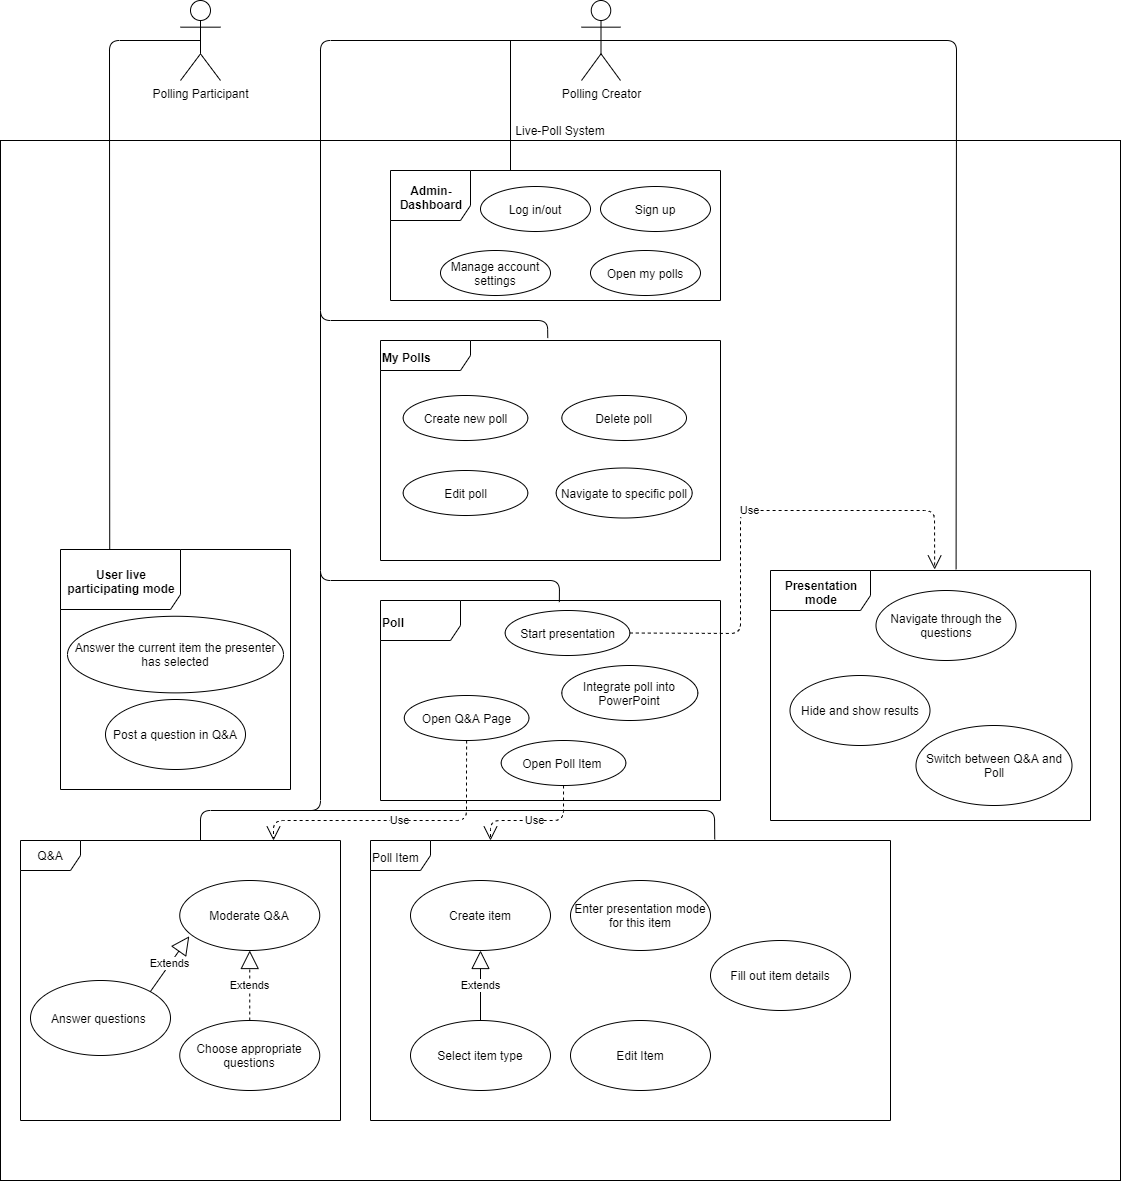 Polling Participant
Polling Creator
Live-Poll System
Admin-
Dashboard
Log in/out
Sign up
Manage account
settings
Open my polls
My Polls
Create new poll
Delete poll
Edit poll
Navigate to specific poll
Use
User live
participating mode
Answer the current item the presenter
has selected
Post a question in Q&A
Poll
Start presentation
Integrate poll into
PowerPoint
Open Q&A Page
Open Poll Item
Presentation
mode
Navigate through the
questions
Hide and show results
Switch between Q&A and
Poll
Use
Use
Q&A
Moderate Q&A
Extends
Extends
Answer questions
Choose appropriate
questions
Poll Item
Create item
Enter presentation mode
for this item
Fill out item details
Extends
Select item type
Edit Item